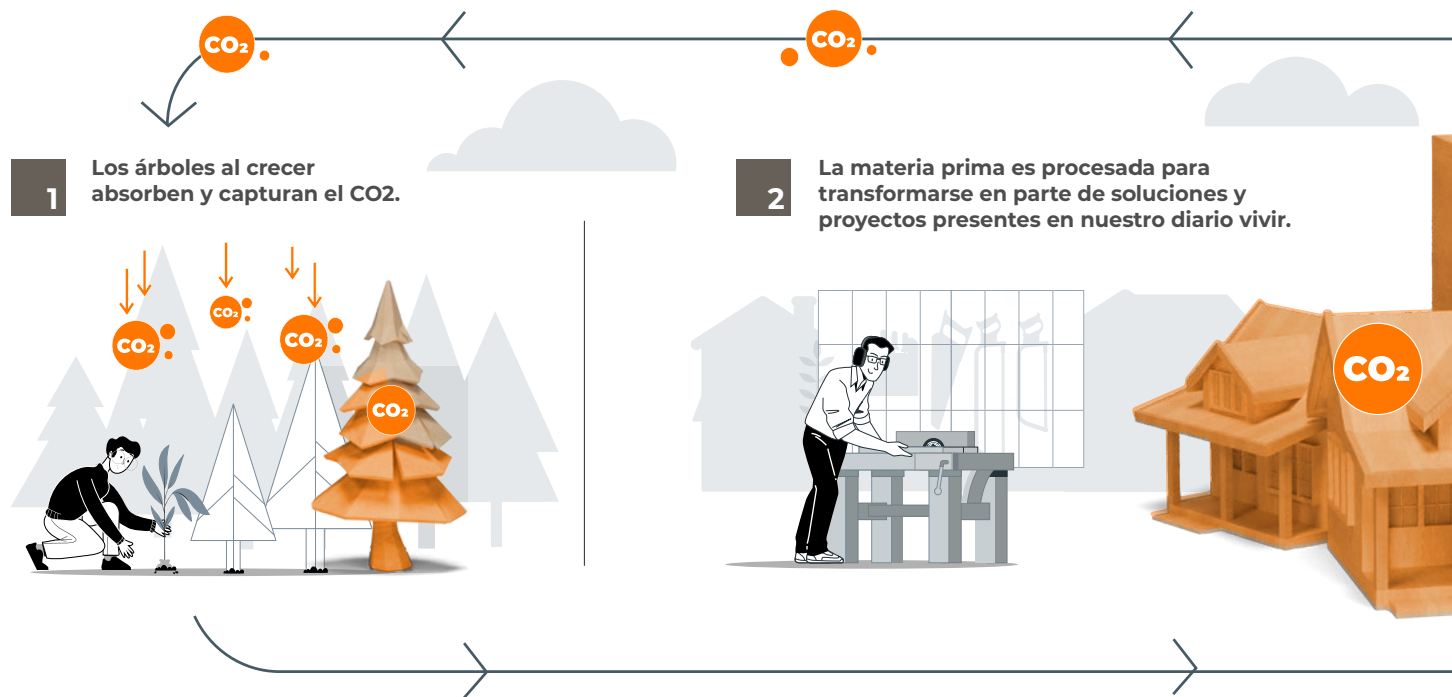 CO₂
CO₂
1
Los árboles al crecer
absorben y capturan el CO2.
2
La materia prima es procesada para
transformarse en parte de soluciones y
proyectos presentes en nuestro diario vivir.
CO₂
CO₂
CO₂
CO₂
CO₂